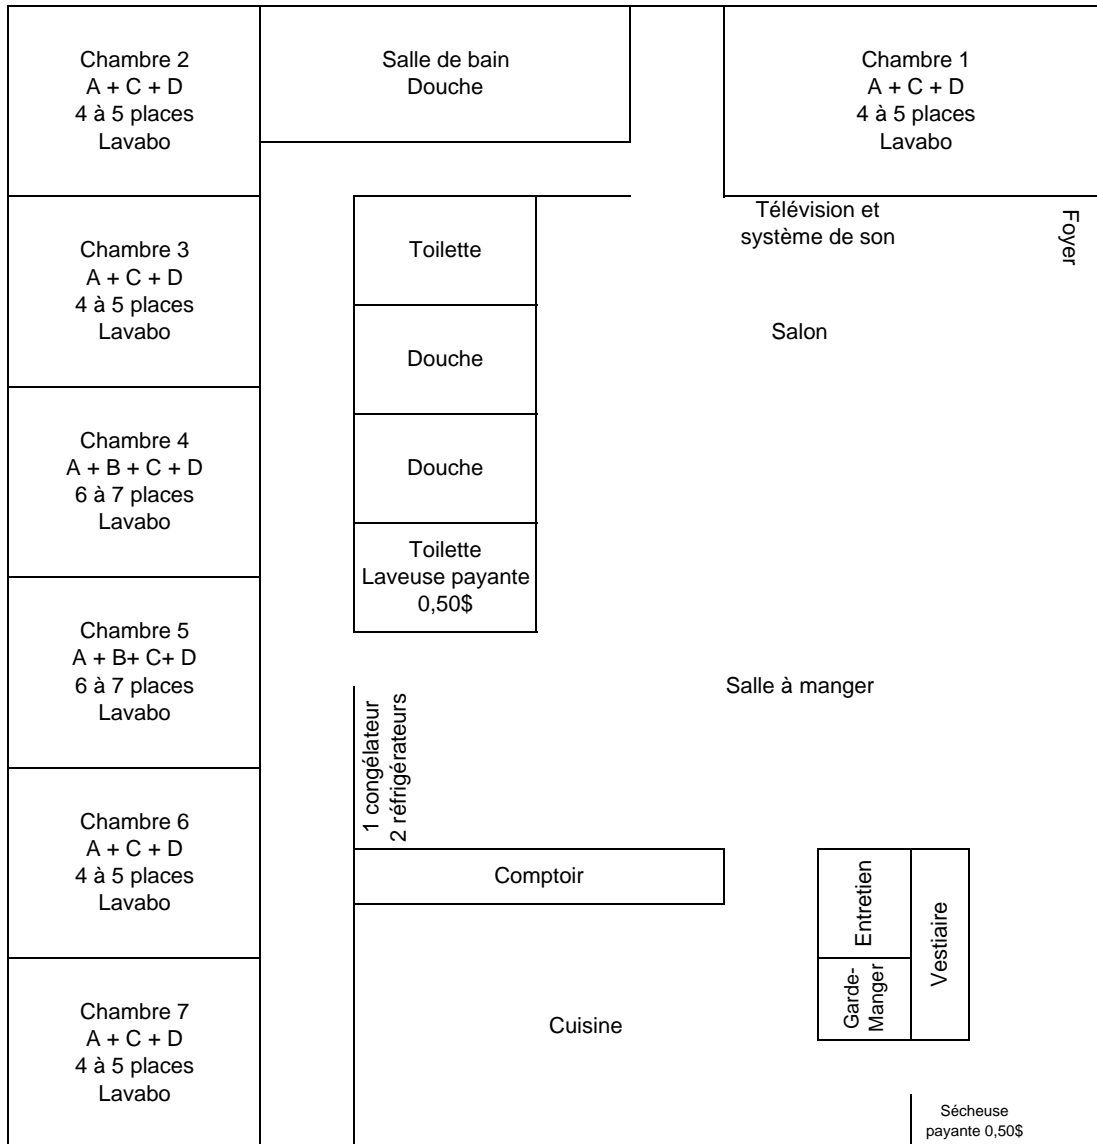 Chambre 2
A + C + D
4 à 5 places
Lavabo
Salle de bain
Douche
Chambre 1
A + C + D
4 à 5 places
Lavabo
Chambre 3
A + C + D
4 à 5 places
Lavabo
Toilette
Télévision et
système de son
Foyer
Douche
Salon
Chambre 4
A + B + C + D
6 à 7 places
Lavabo
Douche
Toilette
Laveuse payante
0,50$
Chambre 5
A + B+ C+ D
6 à 7 places
Lavabo
Salle à manger
1 congélateur
2 réfrigérateurs
Chambre 6
A + C + D
4 à 5 places
Lavabo
Comptoir
Entretien
Vestiaire
Garde-
Manger
Chambre 7
A + C + D
4 à 5 places
Lavabo
Cuisine
Sécheuse
payante 0,50$